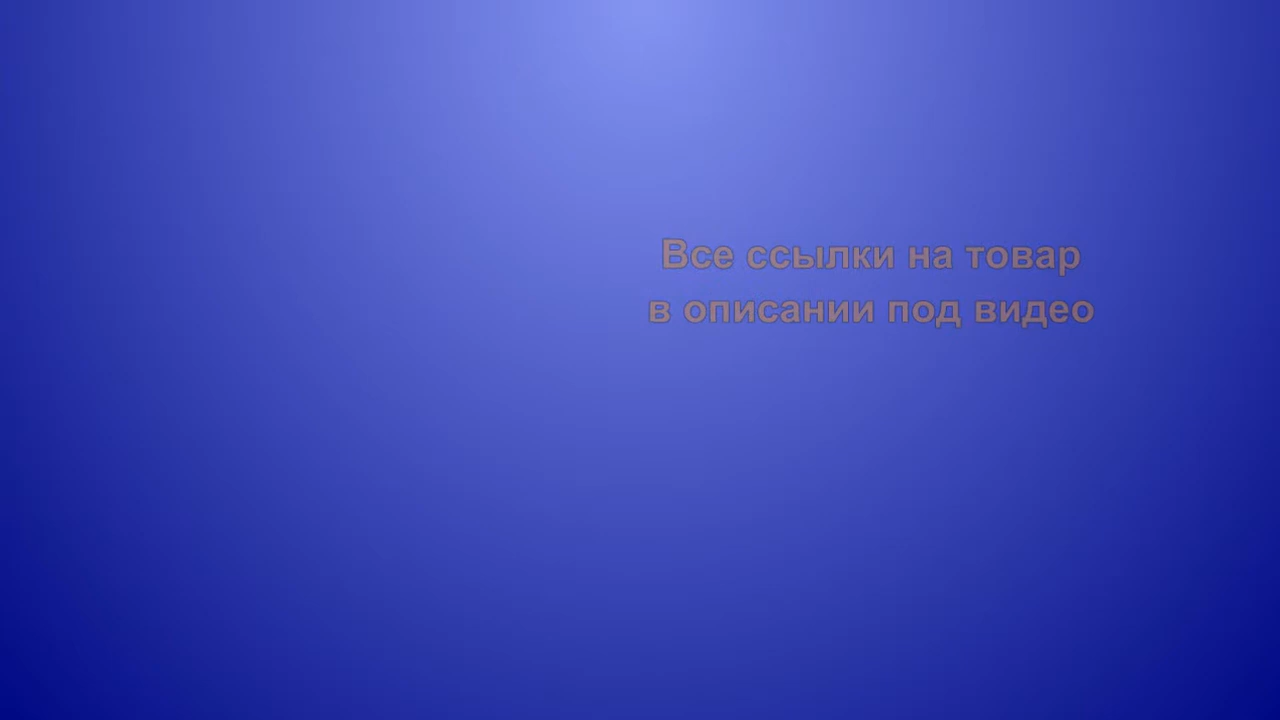 Все ссылки на товар
в описании под видео